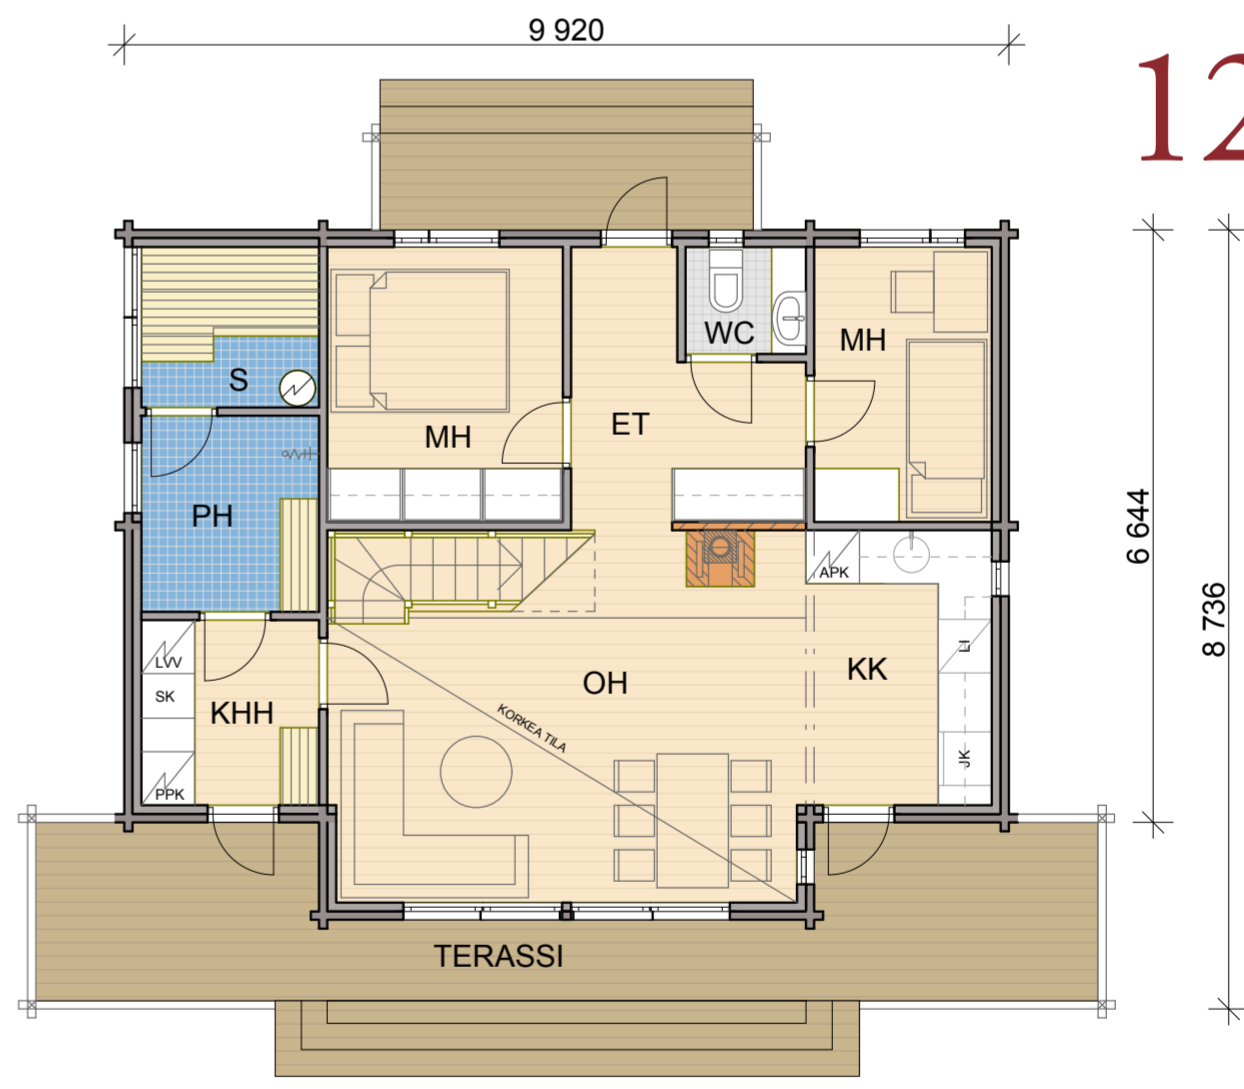 9 920
12
WC
MH
S
ET
MH
PH
6 644
APK
8 736
LVV
LI
KK
OH
SK
KHH
KORKEA TILA
JK
PPK
TERASSI